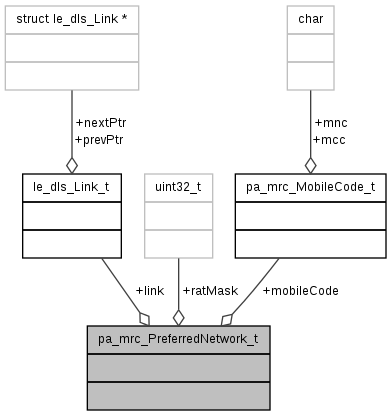 struct le_dls_Link *
char
+nextPtr
+prevPtr
+mnc
+mcc
le_dls_Link_t
uint32_t
pa_mrc_MobileCode_t
+link
+ratMask
+mobileCode
pa_mrc_PreferredNetwork_t